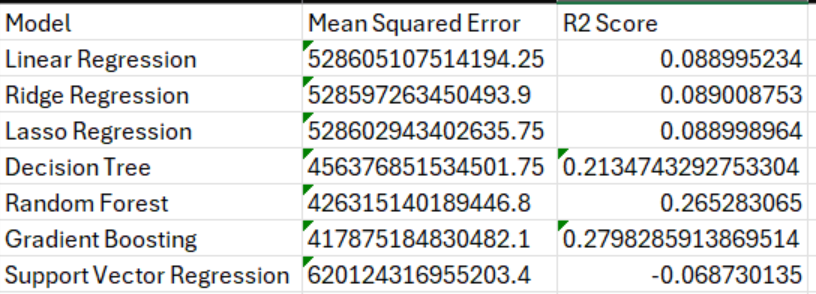 Model Mean Squared Error R2 Score
Linear Regression 528605107514194.25 0.088995234
Ridge Regression 528597263450493.9 0.089008753
Lasso Regression 528602943402635.75 0.088998964
Decision Tree 456376851534501.75 0.2134743292753304
Random Forest 426315140189446.8 0.265283065
Gradient Boosting 417875184830482.1 0.2798285913869514
Support Vector Regression 620124316955203.4 -0.068730135